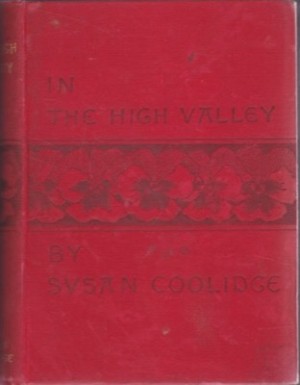 IN
THE HIGH VALLEY
BY
SVSAN COOLIDGE